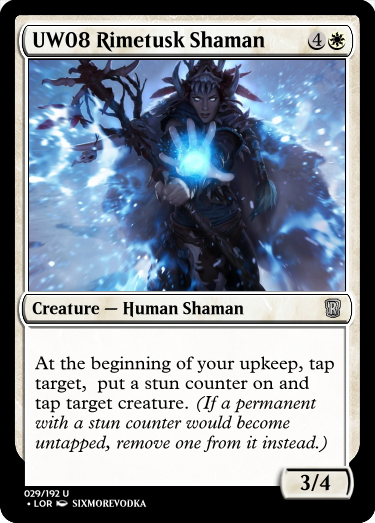 UW08 Rimetusk Shaman 4
Creature — Human Shaman
At the beginning of your upkeep, tap
target,  put a stun counter on and
tap target creature. (If a permanent
with a stun counter would become
untapped, remove one from it instead.)
3/4
029/192 U
• LOR SIXMOREVODKA